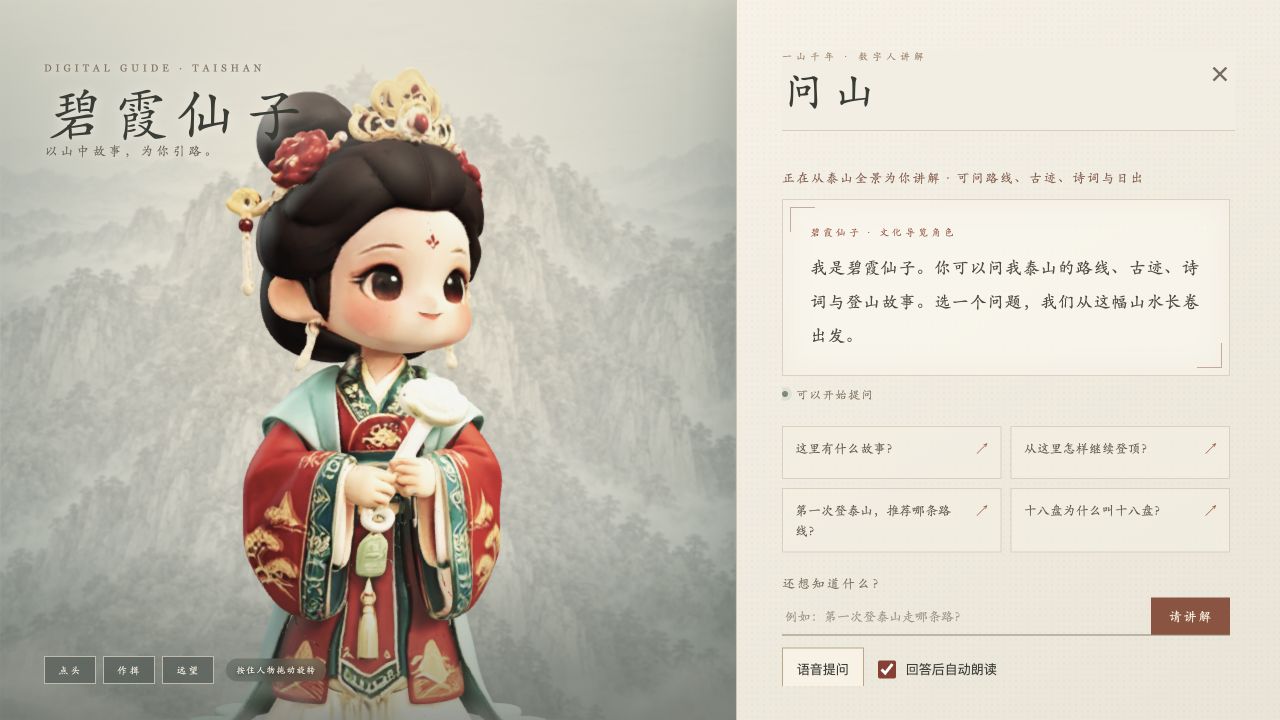 DIGITAL GUIDE · TAISHAN
碧霞仙子
以山中故事，为你引路。
点头
作揖
远望
按住人物拖动旋转
一山千年 · 数字人讲解
问山
×
正在从泰山全景为你讲解 · 可问路线、古迹、诗词与日出
碧霞仙子 · 文化导览角色
我是碧霞仙子。你可以问我泰山的路线、古迹、诗
词与登山故事。选一个问题，我们从这幅山水长卷
出发。
可以开始提问
这里有什么故事？
从这里怎样继续登顶？
第一次登泰山，推荐哪条路
线？
十八盘为什么叫十八盘？
还想知道什么？
例如：第一次登泰山走哪条路？
请讲解
语音提问
回答后自动朗读